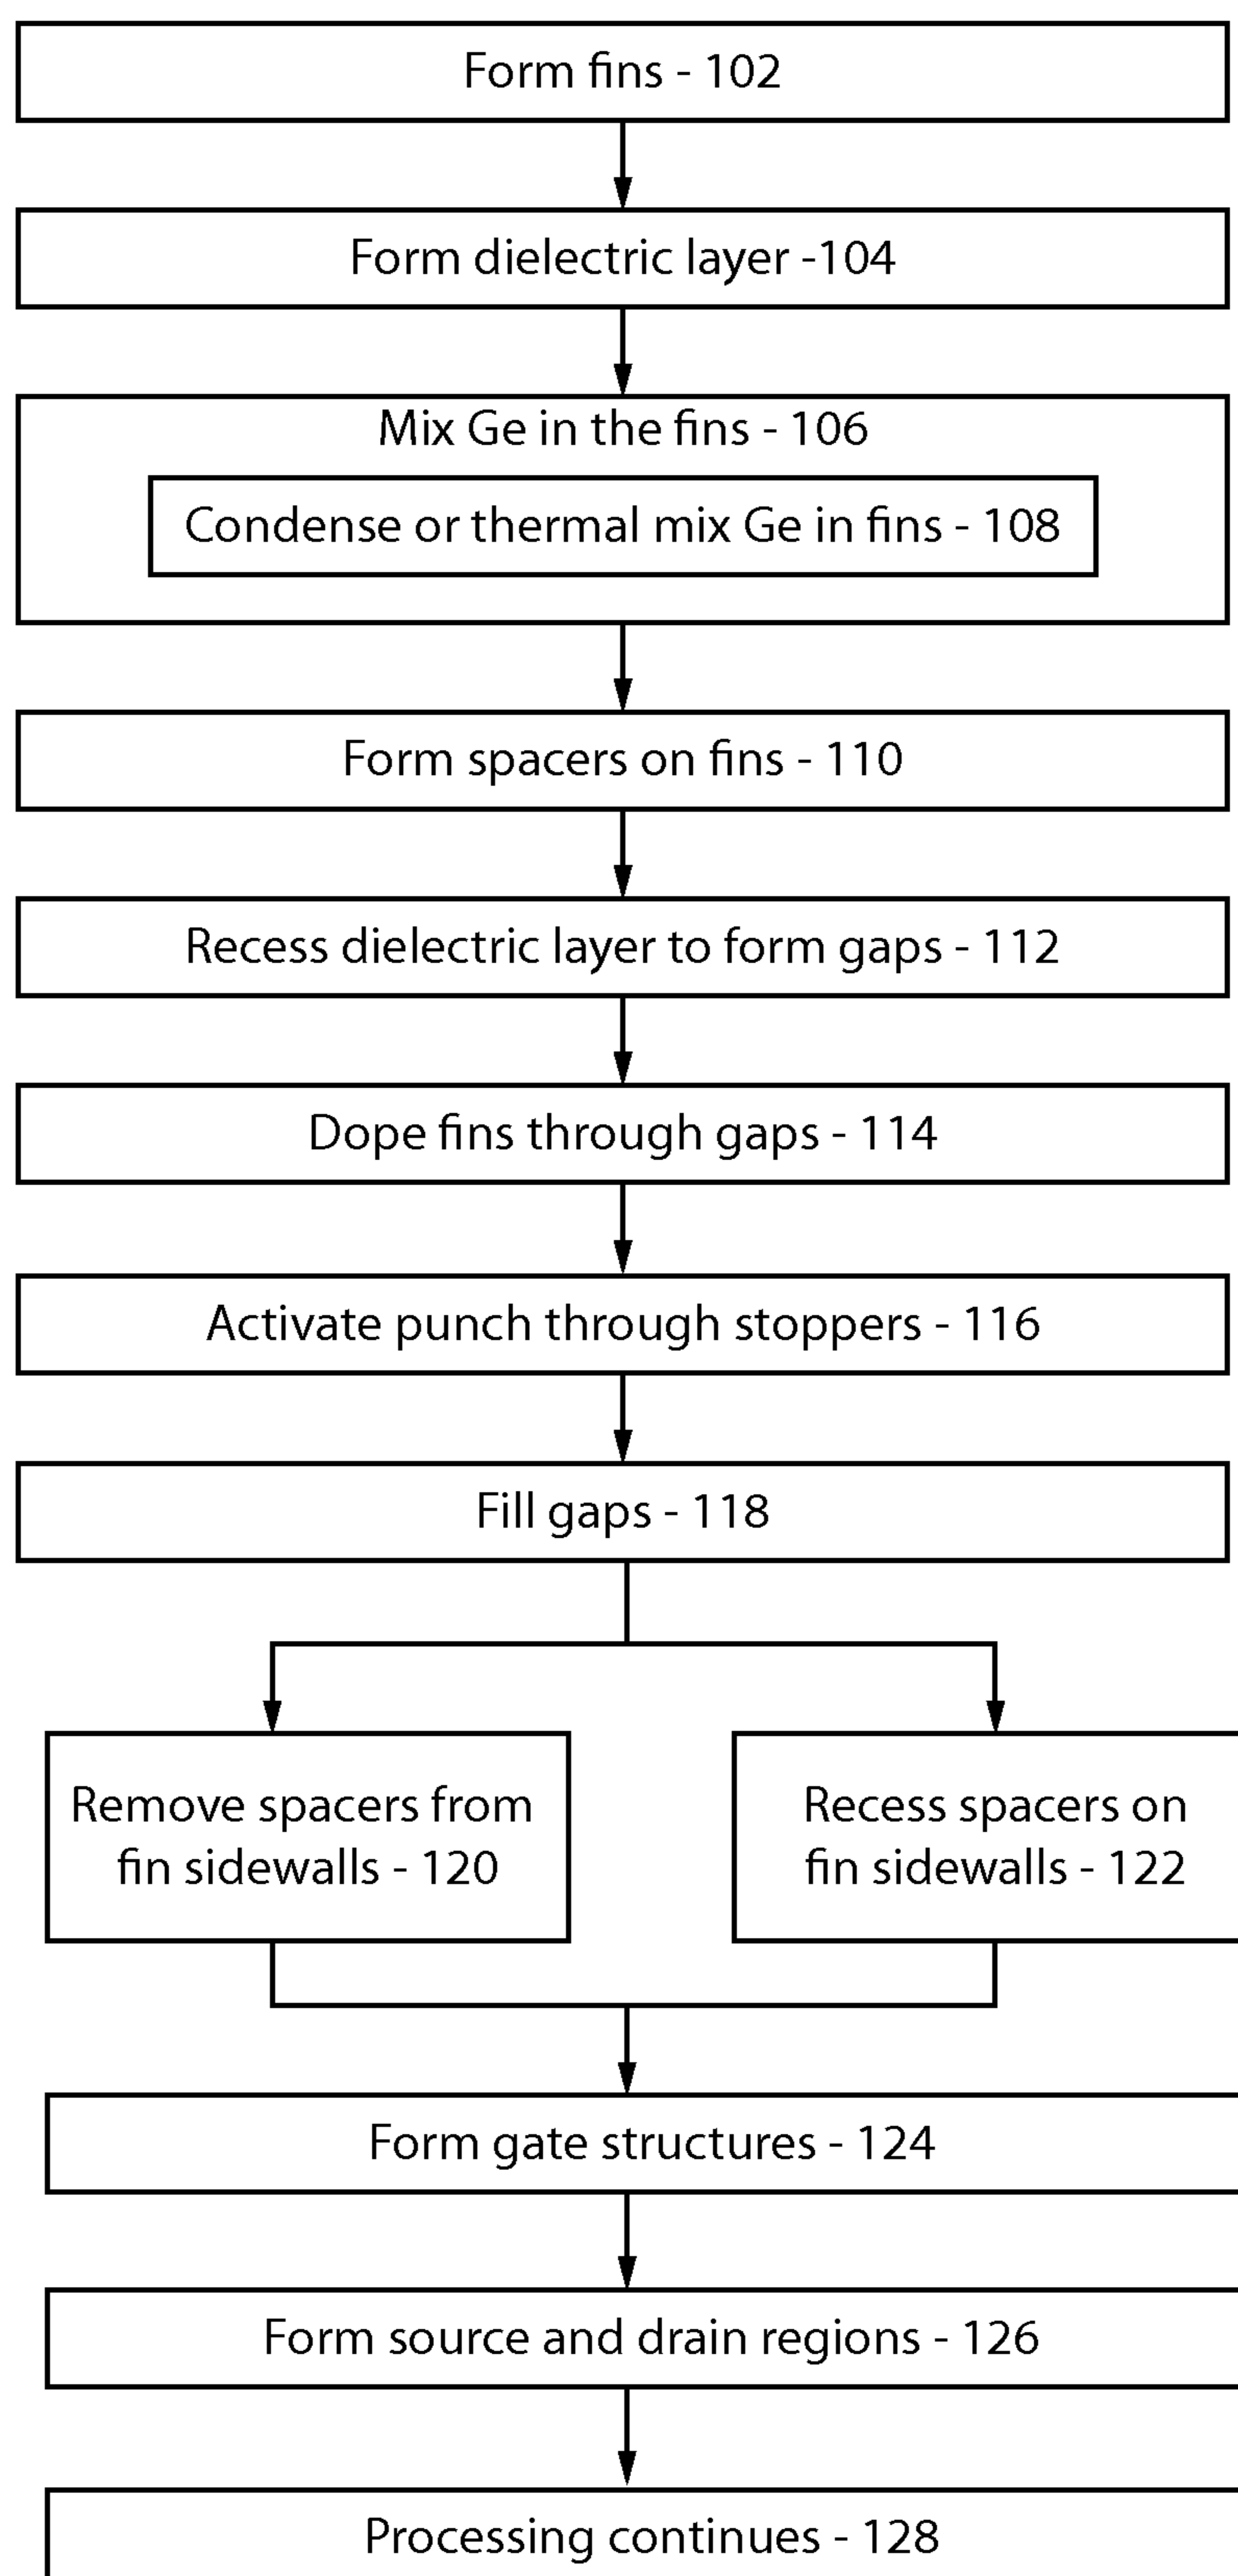 Form fins - 102
Form dielectric layer -104
Mix Ge in the fins - 106
Condense or thermal mix Ge in fins - 108
Form spacers on fins - 110
Recess dielectric layer to form gaps - 112
Dope fins through gaps - 114
Activate punch through stoppers - 116
Fill gaps - 118
Remove spacers from
fin sidewalls - 120
Recess spacers on
fin sidewalls - 122
Form gate structures - 124
Form source and drain regions - 126
Processing continues - 128